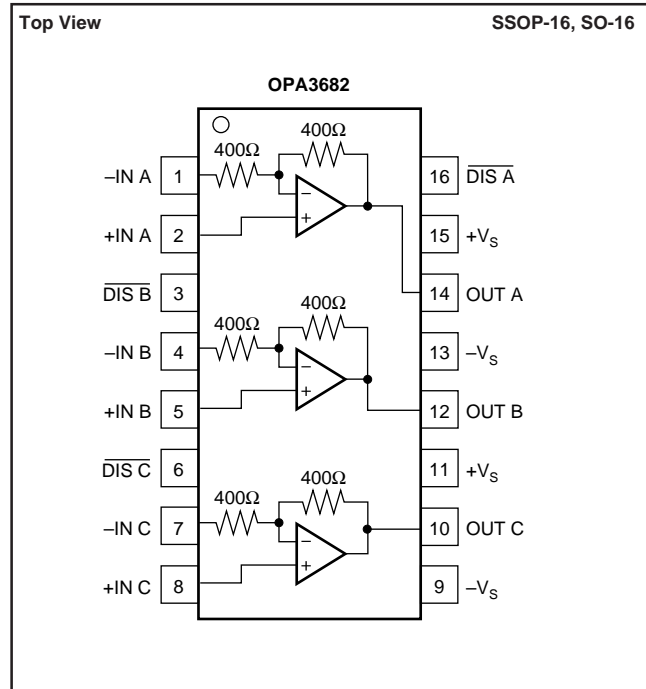 Top View
SSOP-16, SO-16
OPA3682
400Ω
400Ω
–IN A 1
16 DIS A
+IN A 2
15 +VS
DIS B 3
14 OUT A
400Ω
400Ω
–IN B 4
13 –VS
+IN B 5
12 OUT B
DIS C 6
11 +VS
400Ω
400Ω
–IN C 7
10 OUT C
+IN C 8
9 –VS
−
+
−
+
−
+